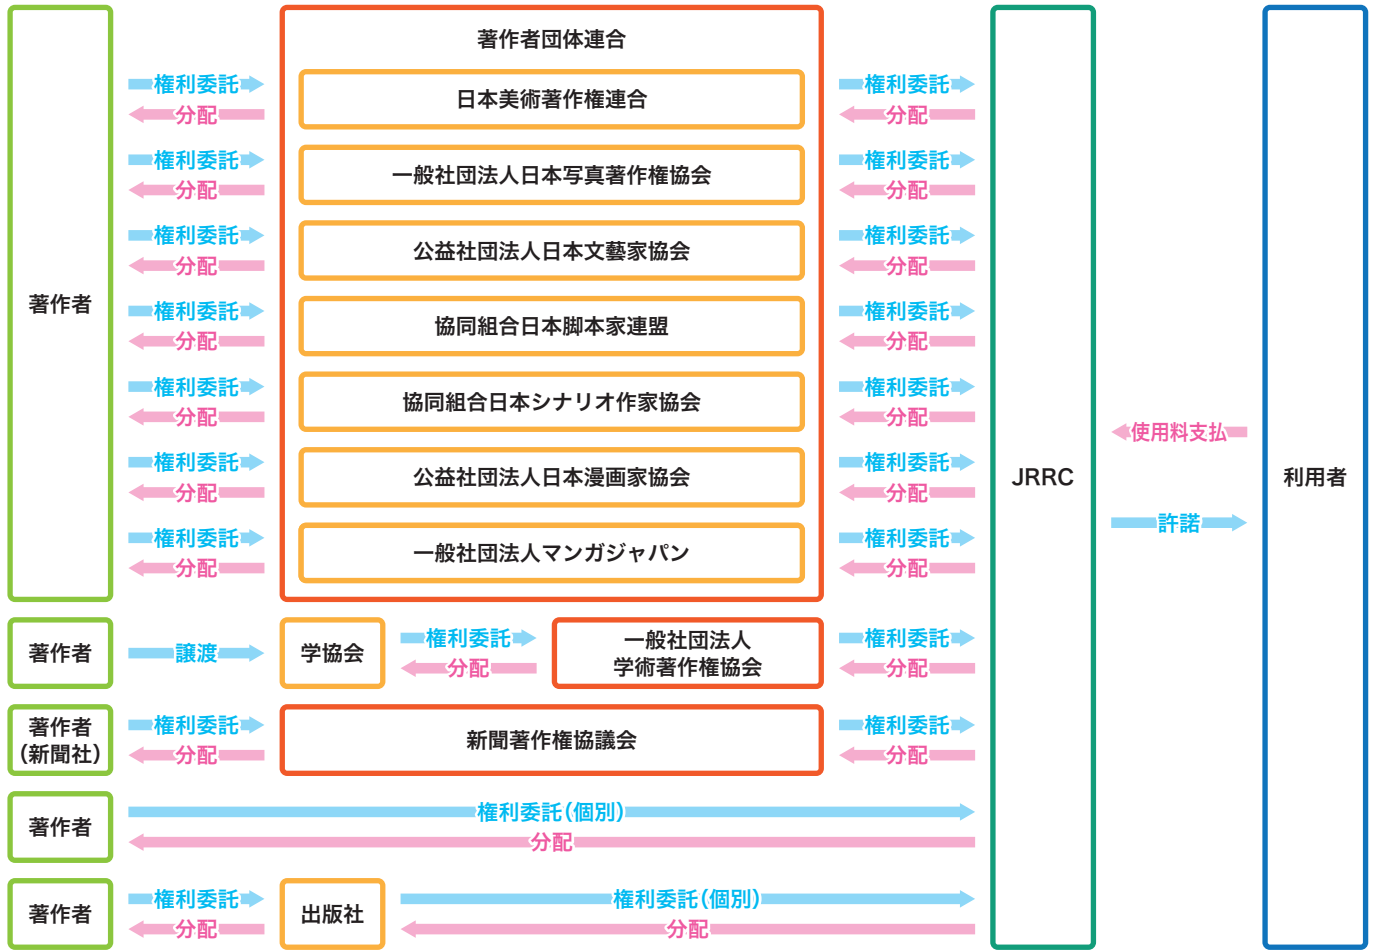 著作者団体連合
権利委託
日本美術著作権連合
権利委託
分配
分配
権利委託
一般社団法人日本写真著作権協会
権利委託
分配
分配
権利委託
公益社団法人日本文藝家協会
権利委託
分配
分配
著作者
権利委託
協同組合日本脚本家連盟
権利委託
分配
分配
権利委託
協同組合日本シナリオ作家協会
権利委託
分配
分配
使用料支払
権利委託
公益社団法人日本漫画家協会
権利委託
分配
分配
JRRC
利用者
許諾
権利委託
一般社団法人マンガジャパン
権利委託
分配
分配
著作者
譲渡
学協会
権利委託
分配
一般社団法人
学術著作権協会
権利委託
分配
著作者
(新聞社)
権利委託
分配
新聞著作権協議会
権利委託
分配
著作者
権利委託(個別)
分配
著作者
権利委託
分配
出版社
権利委託(個別)
分配